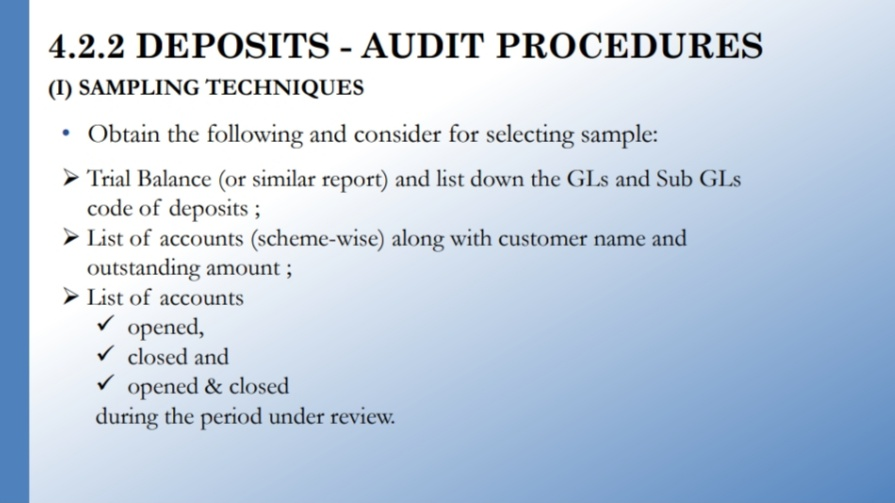 4.2.2 DEPOSITS - AUDIT PROCEDURES
(I) SAMPLING TECHNIQUES
• Obtain the following and consider for selecting sample:
➢ Trial Balance (or similar report) and list down the GLs and Sub GLs
code of deposits ;
➢ List of accounts (scheme-wise) along with customer name and
outstanding amount ;
➢ List of accounts
✓ opened,
✓ closed and
✓ opened & closed
during the period under review.